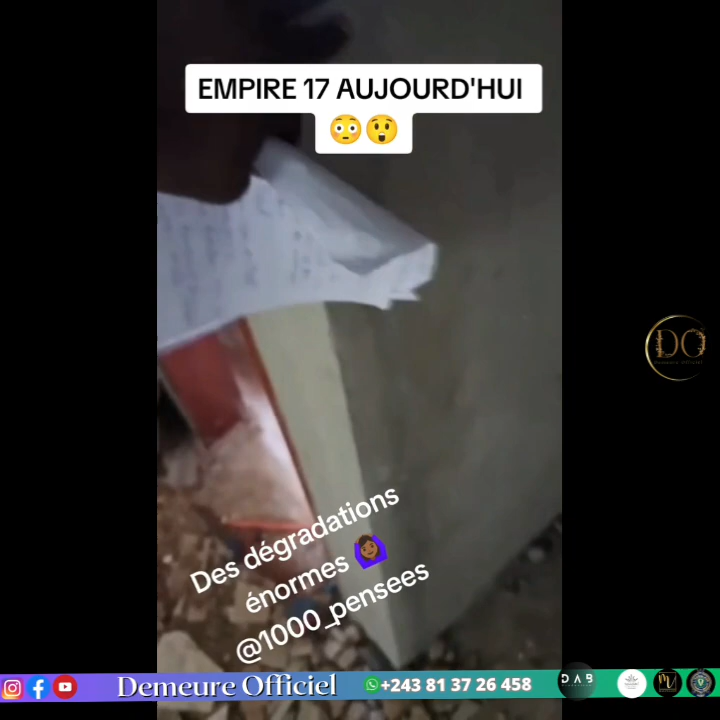 EMPIRE 17 AUJOURD'HUI
😳😲
Des dégradations
énormes 🙆🏾‍♀️
@1000_pensees
DO
Demeure Officiel
+243 81 37 26 458
DAB